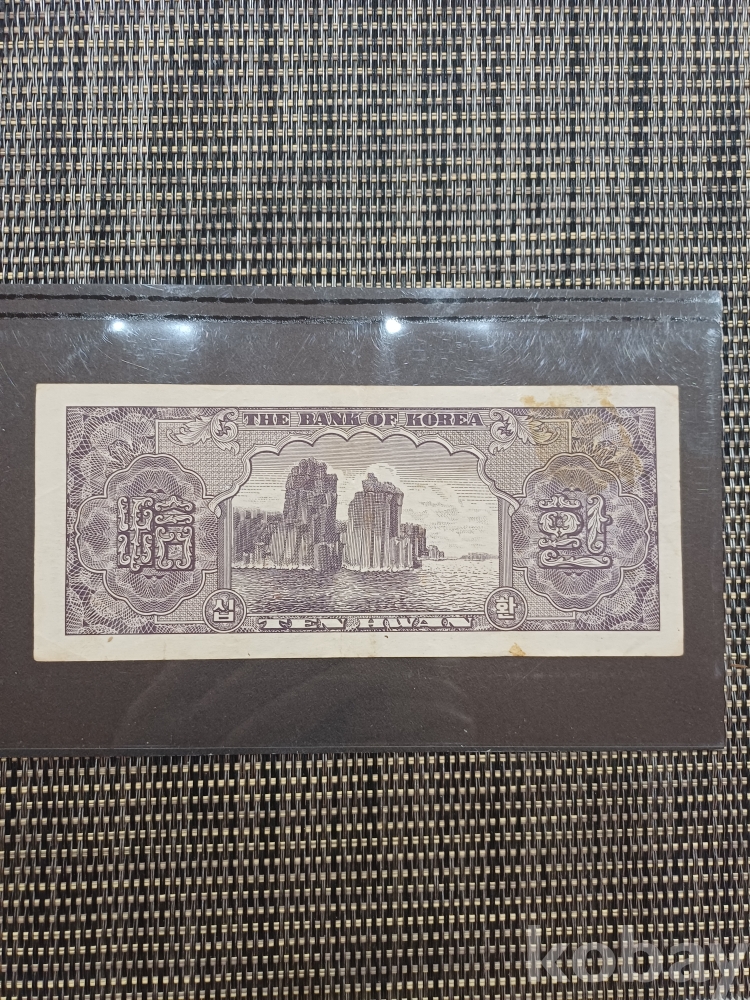 THE BANK OF KOREA
拾 圜
십 환
TEN HWAN
kobay